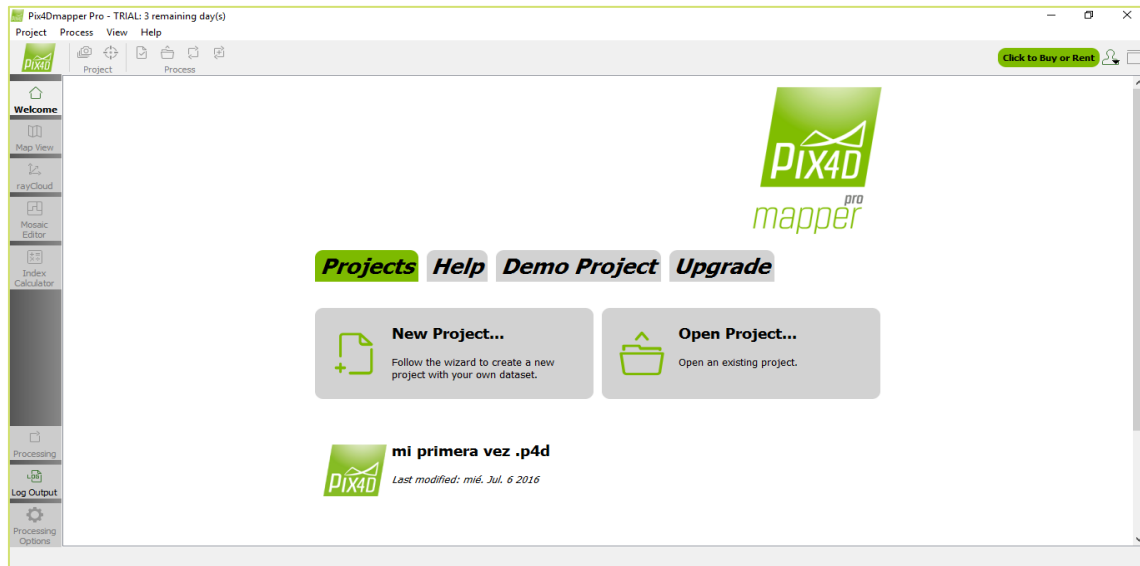 Pix4Dmapper Pro - TRIAL: 3 remaining day(s)
Project Process View Help
PIX4D
Project Process
Click to Buy or Rent
Welcome
Map View
rayCloud
Mosaic
Editor
Index
Calculator
Processing
LOG
Log Output
Processing
Options
PIX4D
pro
mapper
Projects Help Demo Project Upgrade
New Project...
Follow the wizard to create a new
project with your own dataset.
Open Project...
Open an existing project.
PIX4D
mi primera vez .p4d
Last modified: mié. Jul. 6 2016